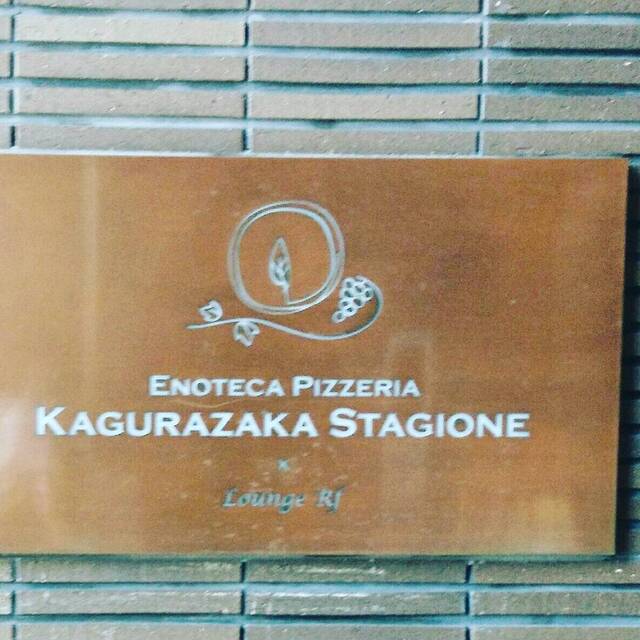 ENOTECA PIZZERIA
KAGURAZAKA STAGIONE
×
Lounge Rf